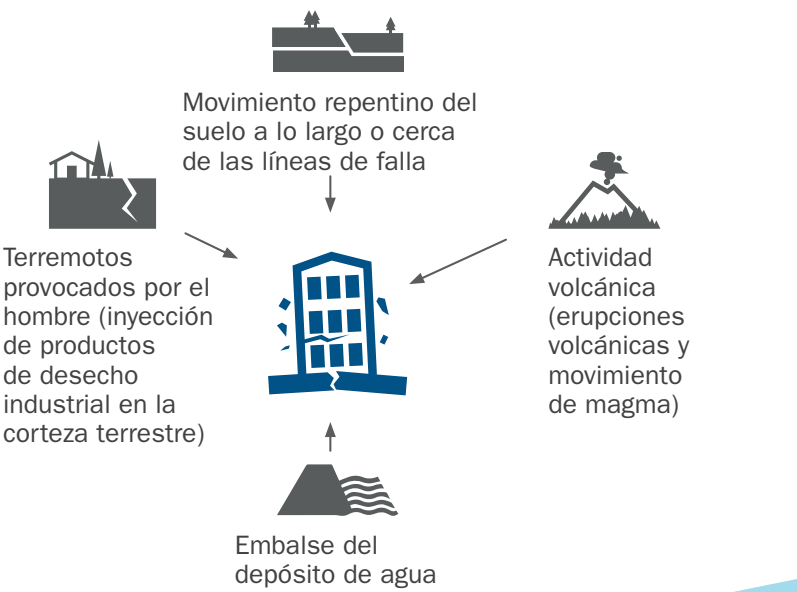 Movimiento repentino del
suelo a lo largo o cerca
de las líneas de falla
Terremotos
provocados por el
hombre (inyección
de productos
de desecho
industrial en la
corteza terrestre)
Actividad
volcánica
(erupciones
volcánicas y
movimiento
de magma)
Embalse del
depósito de agua